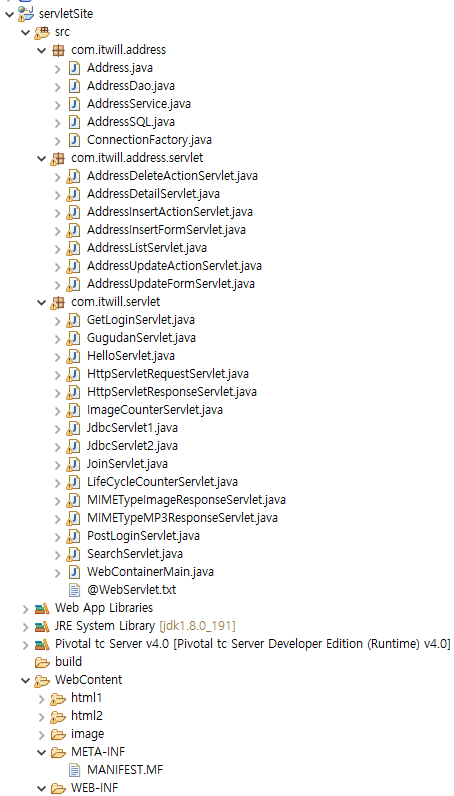 servletSite
src
com.itwill.address
Address.java
AddressDao.java
AddressService.java
AddressSQL.java
ConnectionFactory.java
com.itwill.address.servlet
AddressDeleteActionServlet.java
AddressDetailServlet.java
AddressInsertActionServlet.java
AddressInsertFormServlet.java
AddressListServlet.java
AddressUpdateActionServlet.java
AddressUpdateFormServlet.java
com.itwill.servlet
GetLoginServlet.java
GugudanServlet.java
HelloServlet.java
HttpServletRequestServlet.java
HttpServletResponseServlet.java
ImageCounterServlet.java
JdbcServlet1.java
JdbcServlet2.java
JoinServlet.java
LifeCycleCounterServlet.java
MIMETypeImageResponseServlet.java
MIMETypeMP3ResponseServlet.java
PostLoginServlet.java
SearchServlet.java
WebContainerMain.java
@WebServlet.txt
Web App Libraries
JRE System Library [jdk1.8.0_191]
Pivotal tc Server v4.0 [Pivotal tc Server Developer Edition (Runtime) v4.0]
build
WebContent
html1
html2
image
META-INF
MANIFEST.MF
WEB-INF